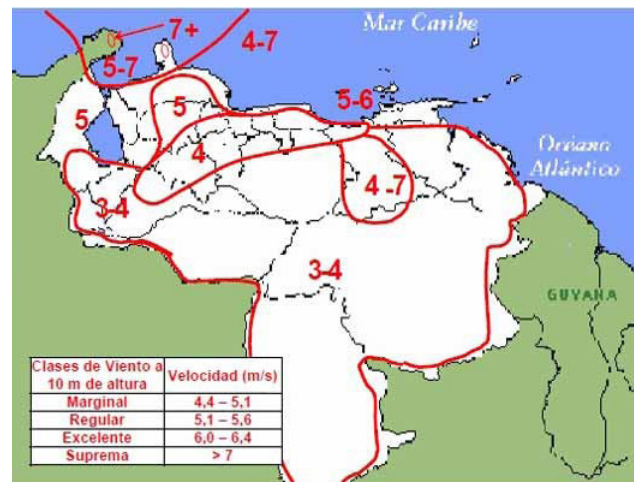 7+
4-7
Mar Caribe
5-7
5
5
5-6
Océano
Atlántico
4
4 -7
3-4
3-4
GUYANA
Clases de Viento a 10 m de altura Velocidad (m/s)
Marginal 4,4 – 5,1
Regular 5,1 – 5,6
Excelente 6,0 – 6,4
Suprema > 7